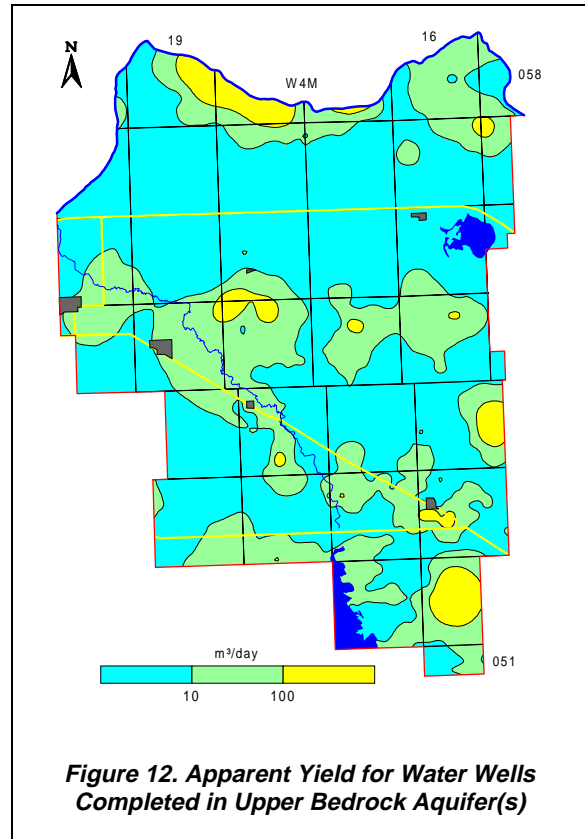 19
16
N
W4M
058
051
m³/day
10
100
Figure 12. Apparent Yield for Water Wells
Completed in Upper Bedrock Aquifer(s)